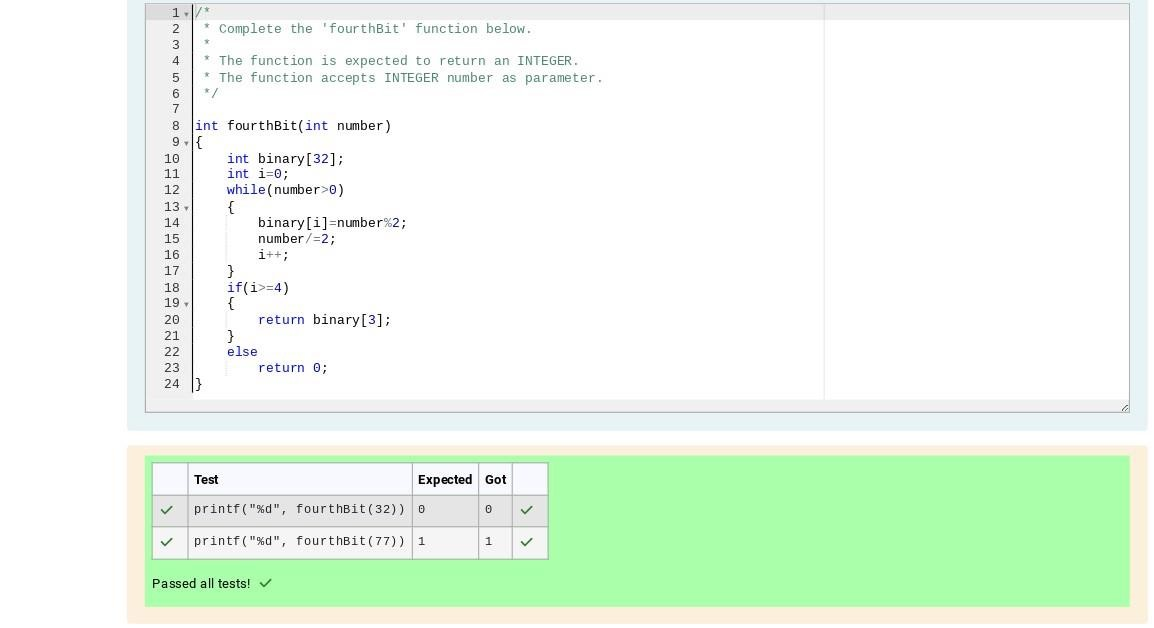 1 /*
2  * Complete the 'fourthBit' function below.
3  *
4  * The function is expected to return an INTEGER.
5  * The function accepts INTEGER number as parameter.
6  */
7
8 int fourthBit(int number)
9 {
10     int binary[32];
11     int i=0;
12     while(number>0)
13     {
14         binary[i]=number%2;
15         number/=2;
16         i++;
17     }
18     if(i>=4)
19     {
20         return binary[3];
21     }
22     else
23         return 0;
24 }
Test Expected Got
printf("%d", fourthBit(32)) 0 0
printf("%d", fourthBit(77)) 1 1
Passed all tests!